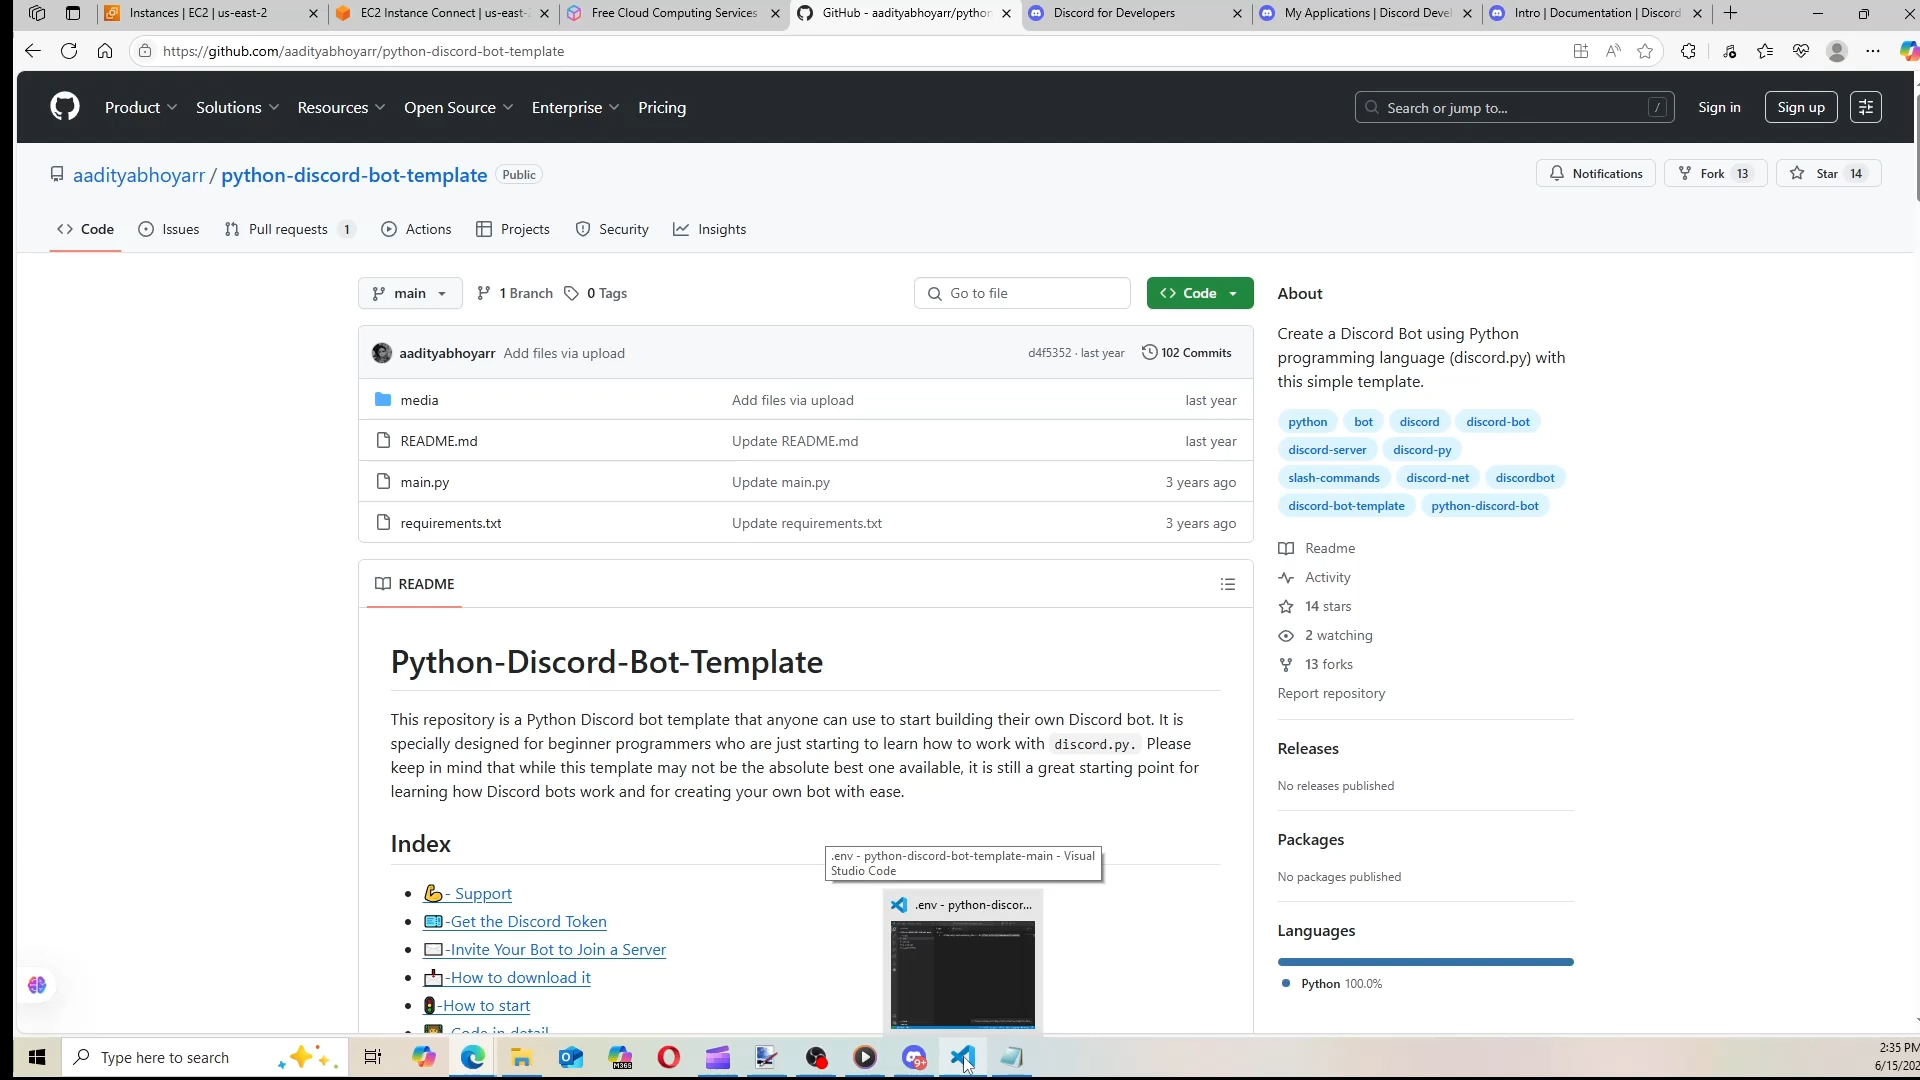 Instances | EC2 | us-east-2
EC2 Instance Connect | us-east-
Free Cloud Computing Services
GitHub - aadityabhoyarr/python
Discord for Developers
My Applications | Discord Deve
Intro | Documentation | Discord
https://github.com/aadityabhoyarr/python-discord-bot-template
Product
Solutions
Resources
Open Source
Enterprise
Pricing
Search or jump to...
/
Sign in
Sign up
aadityabhoyarr / python-discord-bot-template Public
Notifications
Fork 13
Star 14
Code
Issues
Pull requests 1
Actions
Projects
Security
Insights
main
1 Branch
0 Tags
Go to file
Code
aadityabhoyarr Add files via upload d4f5352 · last year 102 Commits
media Add files via upload last year
README.md Update README.md last year
main.py Update main.py 3 years ago
requirements.txt Update requirements.txt 3 years ago
README
Python-Discord-Bot-Template
This repository is a Python Discord bot template that anyone can use to start building their own Discord bot. It is
specially designed for beginner programmers who are just starting to learn how to work with discord.py. Please
keep in mind that while this template may not be the absolute best one available, it is still a great starting point for
learning how Discord bots work and for creating your own bot with ease.
Index
- Support
-Get the Discord Token
-Invite Your Bot to Join a Server
-How to download it
-How to start
-Code in detail
About
Create a Discord Bot using Python
programming language (discord.py) with
this simple template.
python bot discord discord-bot
discord-server discord-py
slash-commands discord-net discordbot
discord-bot-template python-discord-bot
Readme
Activity
14 stars
2 watching
13 forks
Report repository
Releases
No releases published
Packages
No packages published
Languages
Python 100.0%
.env - python-discord-bot-template-main - Visual
Studio Code
.env - python-discor...
Type here to search
M365
9+
2:35 PM
6/15/202